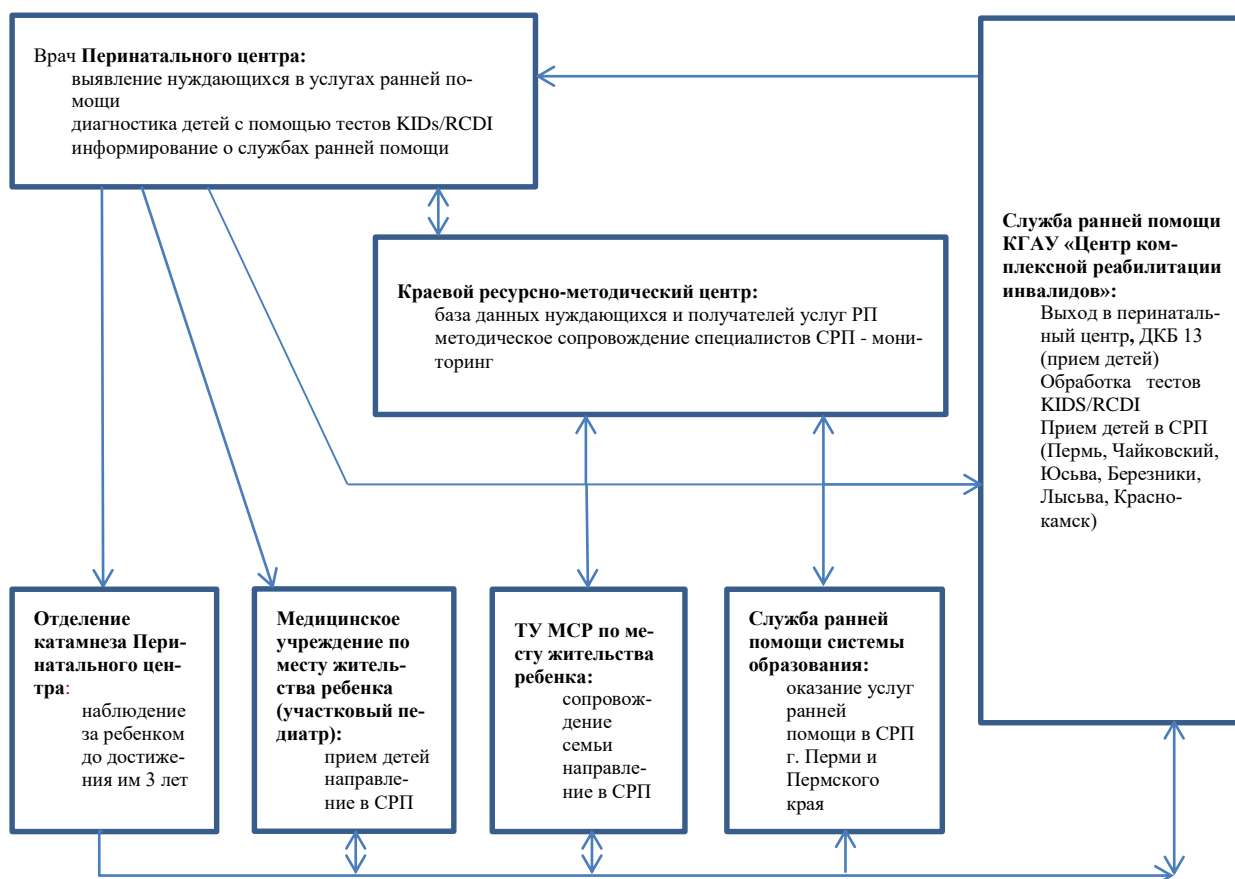 Врач Перинатального центра:
выявление нуждающихся в услугах ранней по-
мощи
диагностика детей с помощью тестов KIDs/RCDI
информирование о службах ранней помощи
Краевой ресурсно-методический центр:
база данных нуждающихся и получателей услуг РП
методическое сопровождение специалистов СРП - мони-
торинг
Служба ранней помощи
КГАУ «Центр ком-
плексной реабилитации
инвалидов»:
Выход в перинаталь-
ный центр, ДКБ 13
(прием детей)
Обработка тестов
KIDS/RCDI
Прием детей в СРП
(Пермь, Чайковский,
Юсьва, Березники,
Лысьва, Красно-
камск)
Отделение
катамнеза Пери-
натального цен-
тра:
наблюдение
за ребенком
до достиже-
ния им 3 лет
Медицинское
учреждение по
месту житель-
ства ребенка
(участковый пе-
диатр):
прием детей
направле-
ние в СРП
ТУ МСР по ме-
сту жительства
ребенка:
сопровож-
дение
семьи
направле-
ние в СРП
Служба ранней
помощи системы
образования:
оказание услуг
ранней
помощи в СРП
г. Перми и
Пермского
края